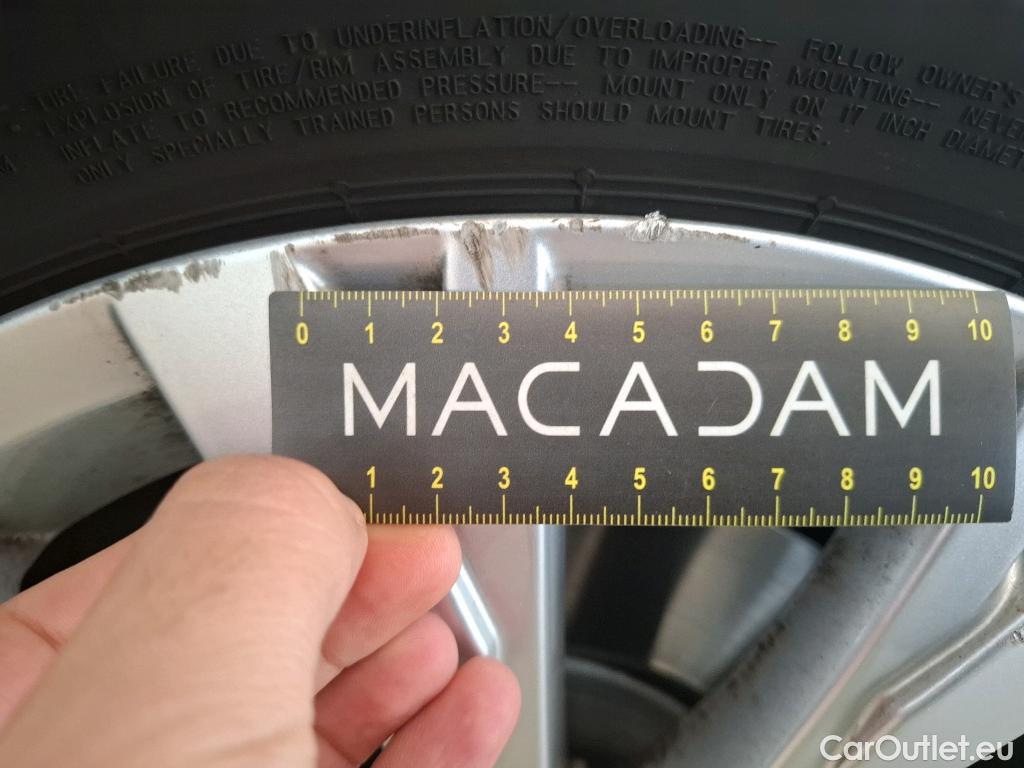 TIRE FAILURE DUE TO UNDERINFLATION/OVERLOADING-- FOLLOW OWNER'S
EXPLOSION OF TIRE/RIM ASSEMBLY DUE TO IMPROPER MOUNTING-- NEVER
INFLATE TO RECOMMENDED PRESSURE-- MOUNT ONLY ON 17 INCH DIAMET
ONLY SPECIALLY TRAINED PERSONS SHOULD MOUNT TIRES.
0 1 2 3 4 5 6 7 8 9 10
MACADAM
1 2 3 4 5 6 7 8 9 10
CarOutlet.eu